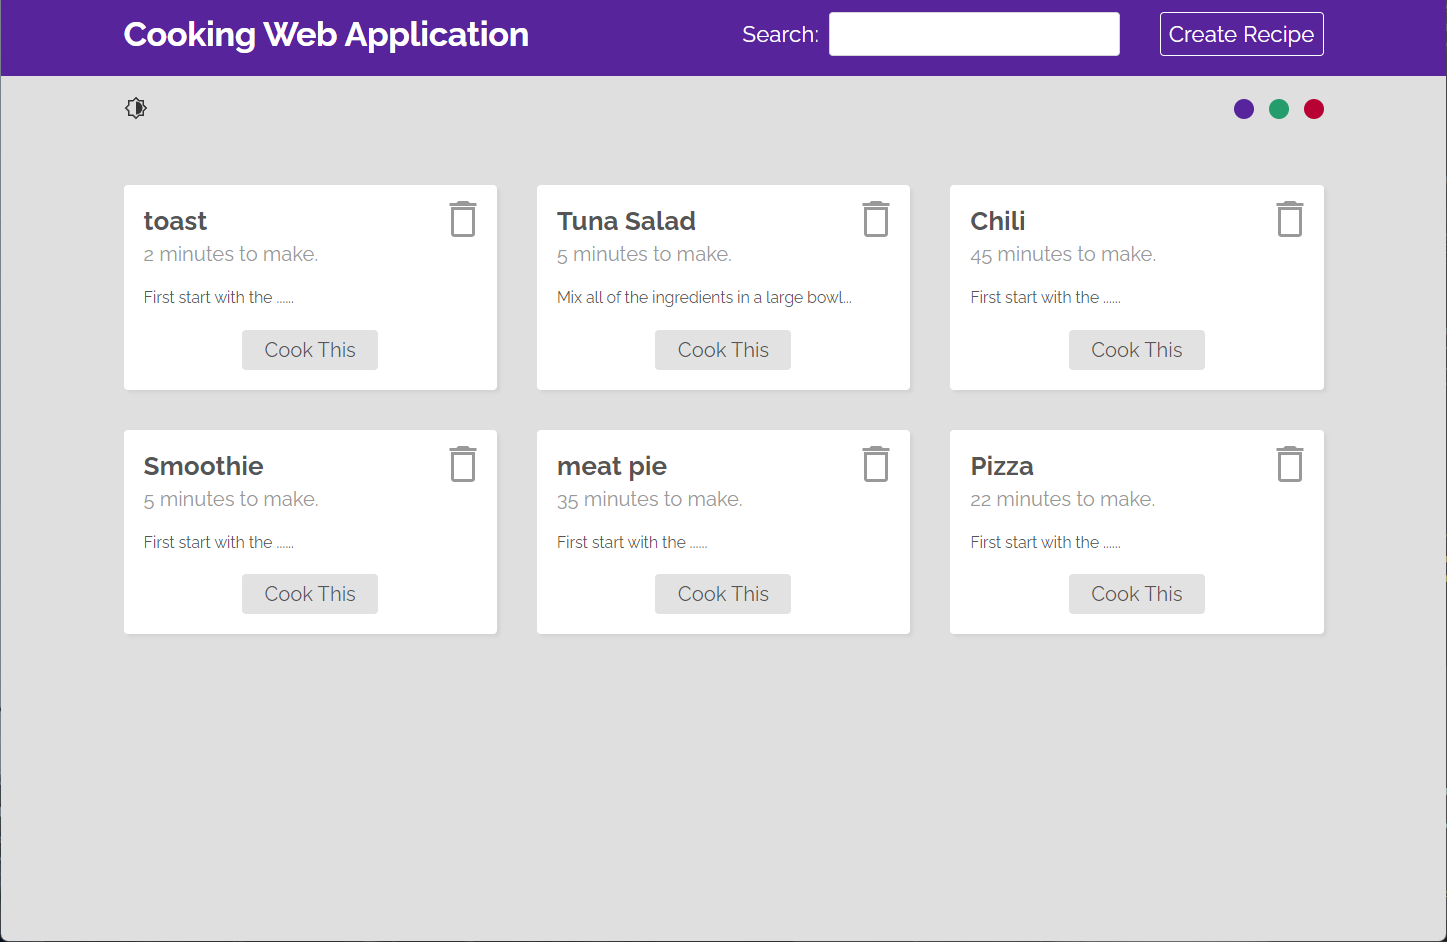 Cooking Web Application
Search:
Create Recipe
toast
2 minutes to make.
First start with the ......
Cook This
Tuna Salad
5 minutes to make.
Mix all of the ingredients in a large bowl...
Cook This
Chili
45 minutes to make.
First start with the ......
Cook This
Smoothie
5 minutes to make.
First start with the ......
Cook This
meat pie
35 minutes to make.
First start with the ......
Cook This
Pizza
22 minutes to make.
First start with the ......
Cook This